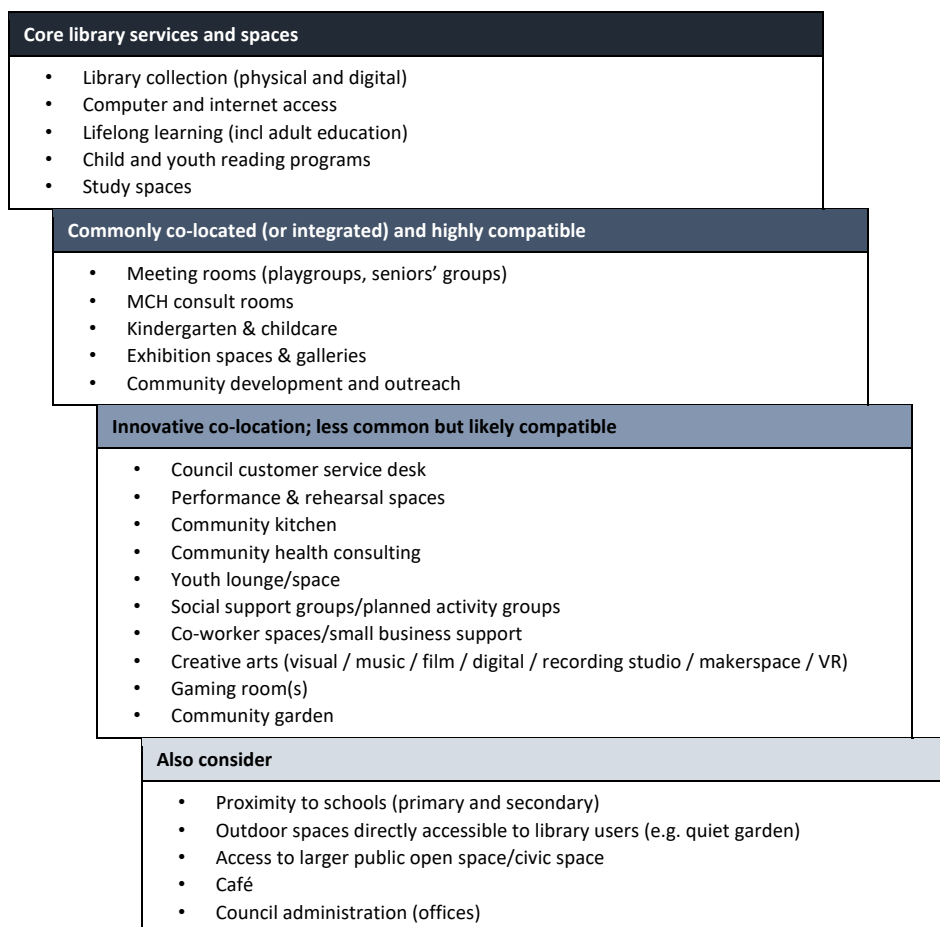 Core library services and spaces
• Library collection (physical and digital)
• Computer and internet access
• Lifelong learning (incl adult education)
• Child and youth reading programs
• Study spaces
Commonly co-located (or integrated) and highly compatible
• Meeting rooms (playgroups, seniors’ groups)
• MCH consult rooms
• Kindergarten & childcare
• Exhibition spaces & galleries
• Community development and outreach
Innovative co-location; less common but likely compatible
• Council customer service desk
• Performance & rehearsal spaces
• Community kitchen
• Community health consulting
• Youth lounge/space
• Social support groups/planned activity groups
• Co-worker spaces/small business support
• Creative arts (visual / music / film / digital / recording studio / makerspace / VR)
• Gaming room(s)
• Community garden
Also consider
• Proximity to schools (primary and secondary)
• Outdoor spaces directly accessible to library users (e.g. quiet garden)
• Access to larger public open space/civic space
• Café
• Council administration (offices)